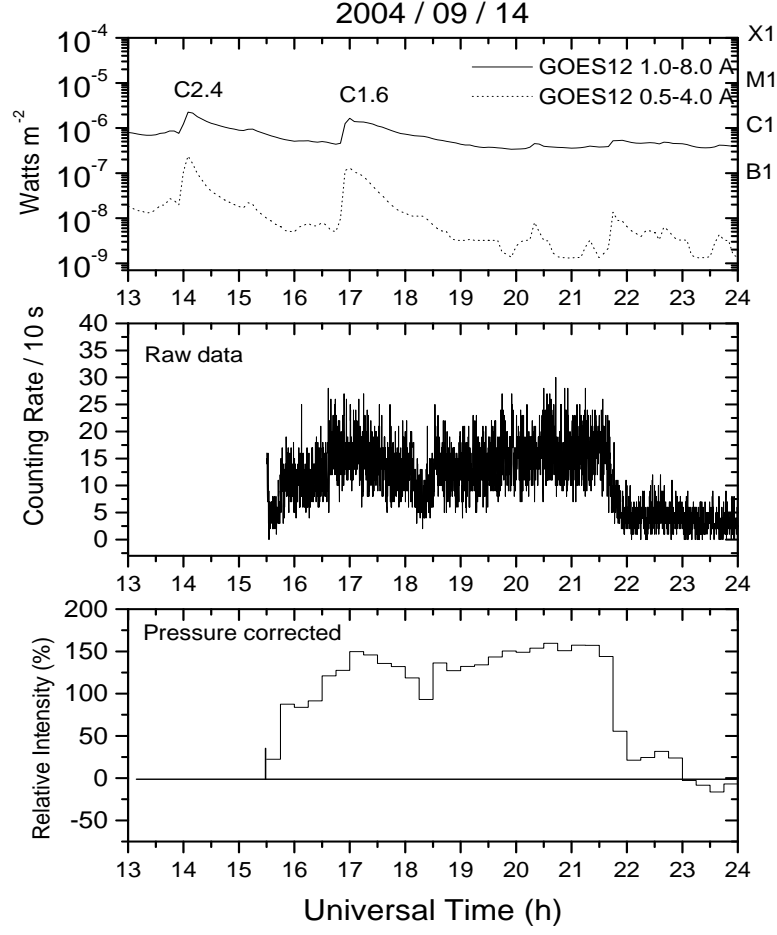 2004 / 09 / 14
10^-4
10^-5
10^-6
10^-7
10^-8
10^-9
Watts m^-2
C2.4
C1.6
GOES12 1.0-8.0 A
GOES12 0.5-4.0 A
X1
M1
C1
B1
13 14 15 16 17 18 19 20 21 22 23 24
40
35
30
25
20
15
10
5
0
Counting Rate / 10 s
Raw data
13 14 15 16 17 18 19 20 21 22 23 24
200
150
100
50
0
-50
Relative Intensity (%)
Pressure corrected
13 14 15 16 17 18 19 20 21 22 23 24
Universal Time (h)